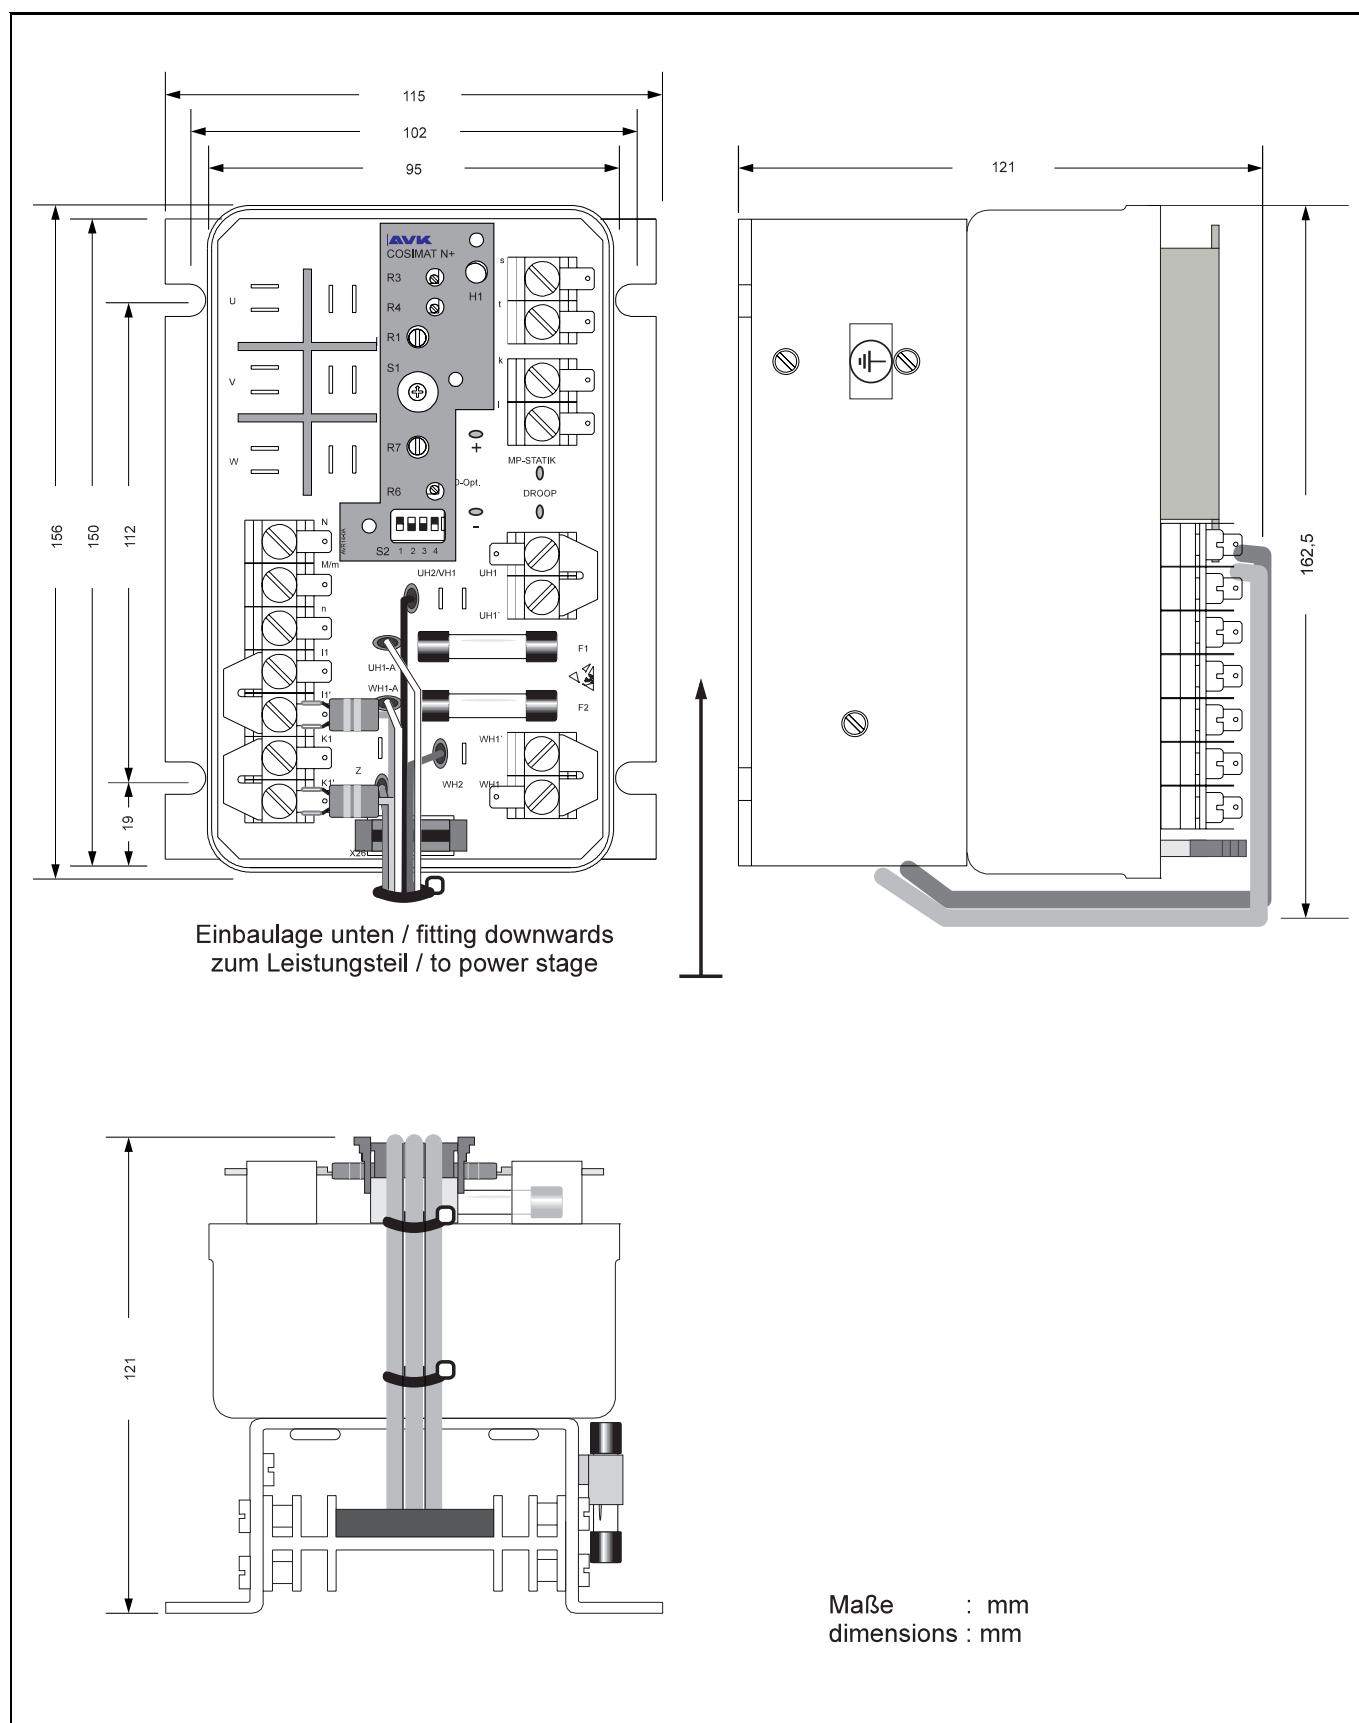 115
102
95
121
AVK
COSIMAT N+
s
R3
H1
U
R4
t
R1
k
S1
V
l
R7
+
W
MP-STATIK
R6
D-Opt.
DROOP
N
-
S2 1 2 3 4
M/m
UH2/VH1
UH1
156
150
112
162,5
n
UH1`
I1
F1
UH1-A
I1'
WH1-A
F2
K1
WH1`
Z
K1'
WH2
WH1
19
X26
Einbaulage unten / fitting downwards
zum Leistungsteil / to power stage
121
Maße : mm
dimensions : mm